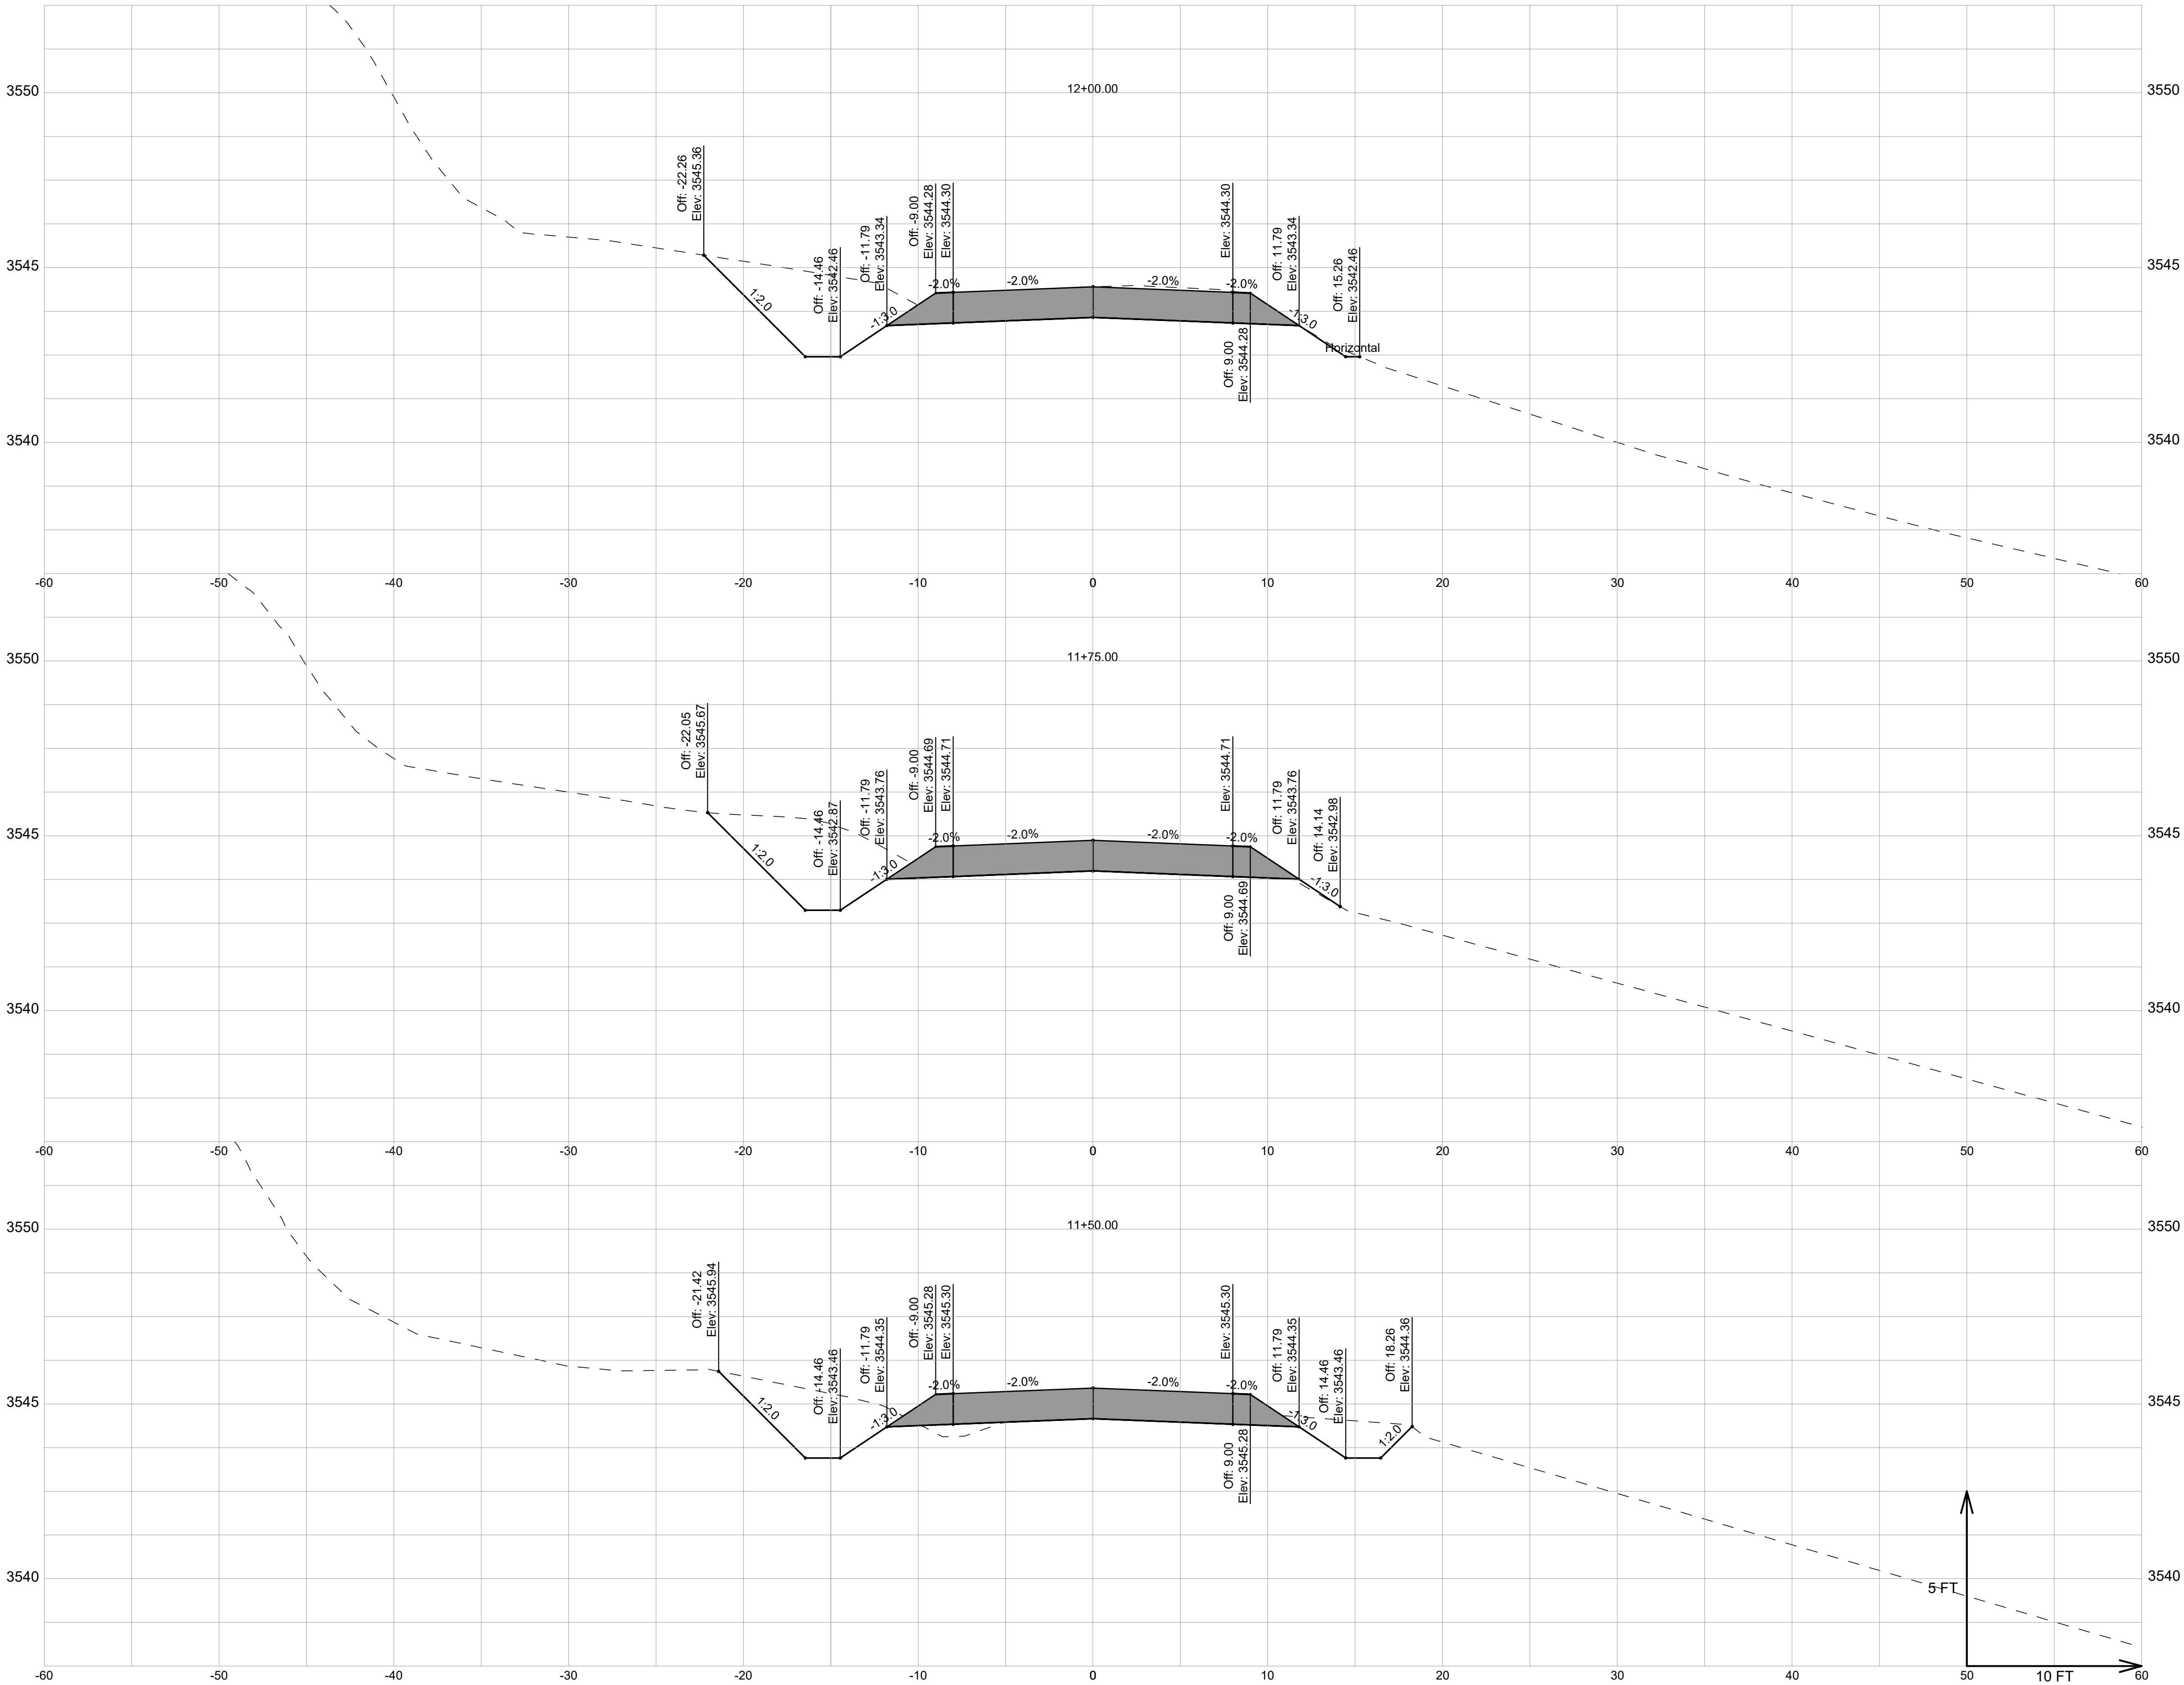 12+00.00
3550
3550
Off: -22.26
Elev: 3545.36
Off: -14.46
Elev: 3542.46
Off: -11.79
Elev: 3543.34
Off: -9.00
Elev: 3544.28
Elev: 3544.30
Elev: 3544.30
Off: 11.79
Elev: 3543.34
Off: 15.26
Elev: 3542.46
3545
3545
-2.0%
-2.0%
-2.0%
-2.0%
1:2.0
-1:3.0
-1:3.0
Horizontal
Off: 9.00
Elev: 3544.28
3540
3540
-60
-50
-40
-30
-20
-10
0
10
20
30
40
50
60
11+75.00
3550
3550
Off: -22.05
Elev: 3545.67
Off: -14.46
Elev: 3542.87
Off: -11.79
Elev: 3543.76
Off: -9.00
Elev: 3544.69
Elev: 3544.71
Elev: 3544.71
Off: 11.79
Elev: 3543.76
Off: 14.14
Elev: 3542.98
3545
3545
-2.0%
-2.0%
-2.0%
-2.0%
1:2.0
-1:3.0
-1:3.0
Off: 9.00
Elev: 3544.69
3540
3540
-60
-50
-40
-30
-20
-10
0
10
20
30
40
50
60
11+50.00
3550
3550
Off: -21.42
Elev: 3545.94
Off: -14.46
Elev: 3543.46
Off: -11.79
Elev: 3544.35
Off: -9.00
Elev: 3545.28
Elev: 3545.30
Elev: 3545.30
Off: 11.79
Elev: 3544.35
Off: 14.46
Elev: 3543.46
Off: 18.26
Elev: 3544.36
3545
3545
-2.0%
-2.0%
-2.0%
-2.0%
1:2.0
-1:3.0
-1:3.0
1:2.0
Off: 9.00
Elev: 3545.28
3540
3540
5 FT
10 FT
-60
-50
-40
-30
-20
-10
0
10
20
30
40
50
60